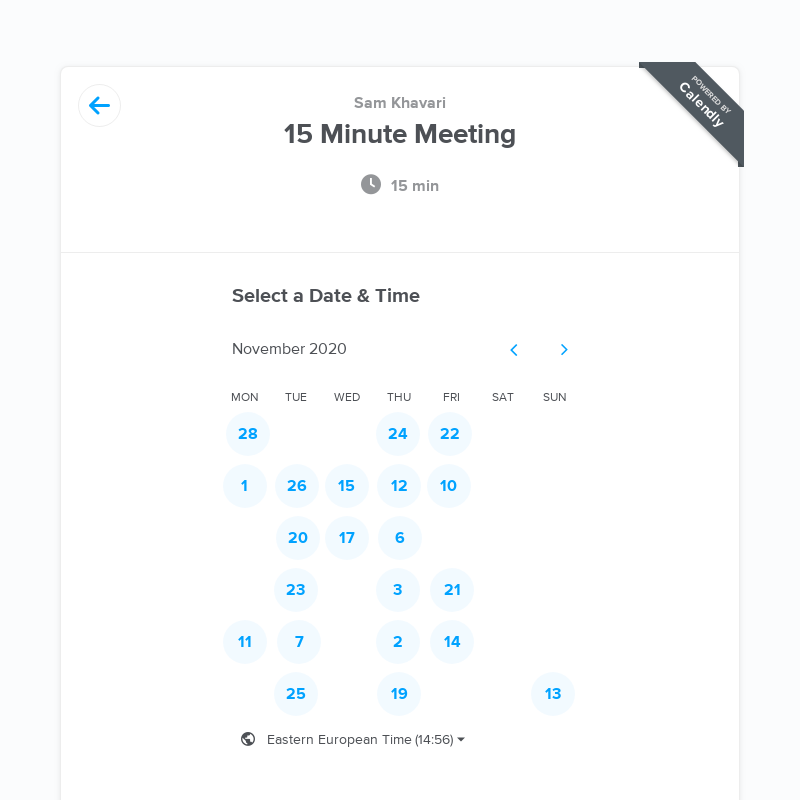 POWERED BY
Calendly
Sam Khavari
15 Minute Meeting
15 min
Select a Date & Time
November 2020
MON TUE WED THU FRI SAT SUN
28 24 22
1 26 15 12 10
20 17 6
23 3 21
11 7 2 14
25 19 13
Eastern European Time (14:56)